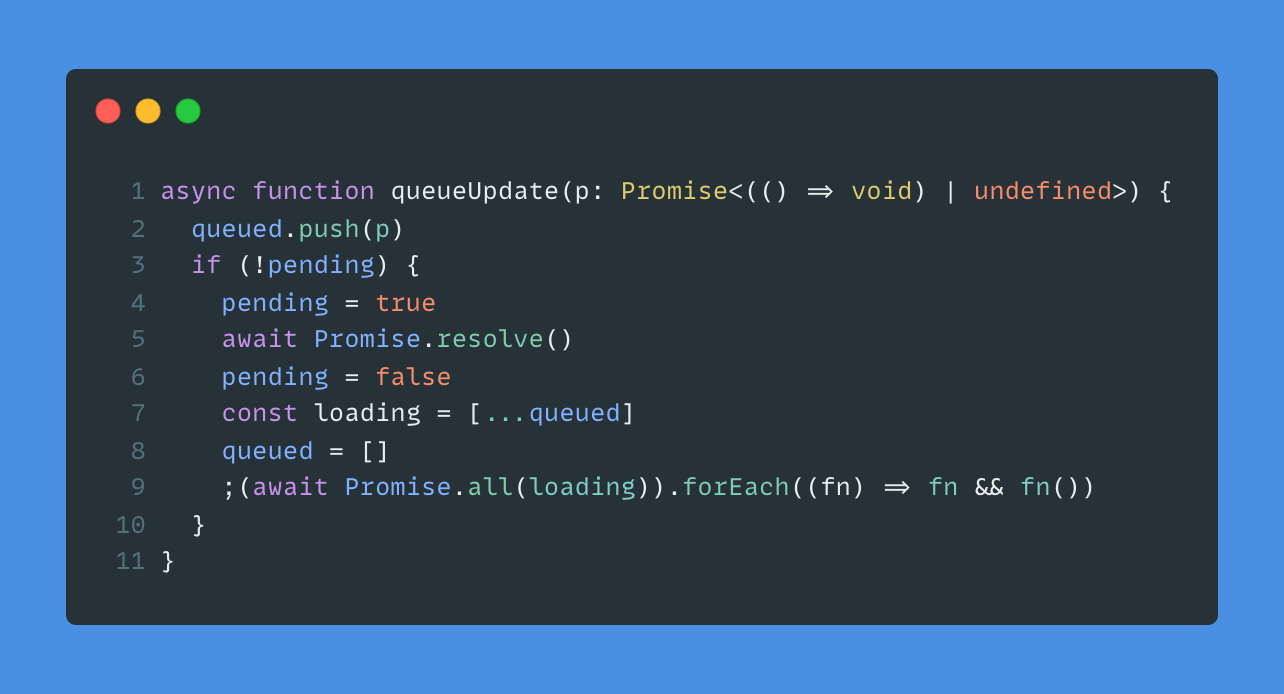 1 async function queueUpdate(p: Promise<(() => void) | undefined>) {
2   queued.push(p)
3   if (!pending) {
4     pending = true
5     await Promise.resolve()
6     pending = false
7     const loading = [...queued]
8     queued = []
9     ;(await Promise.all(loading)).forEach((fn) => fn && fn())
10   }
11 }